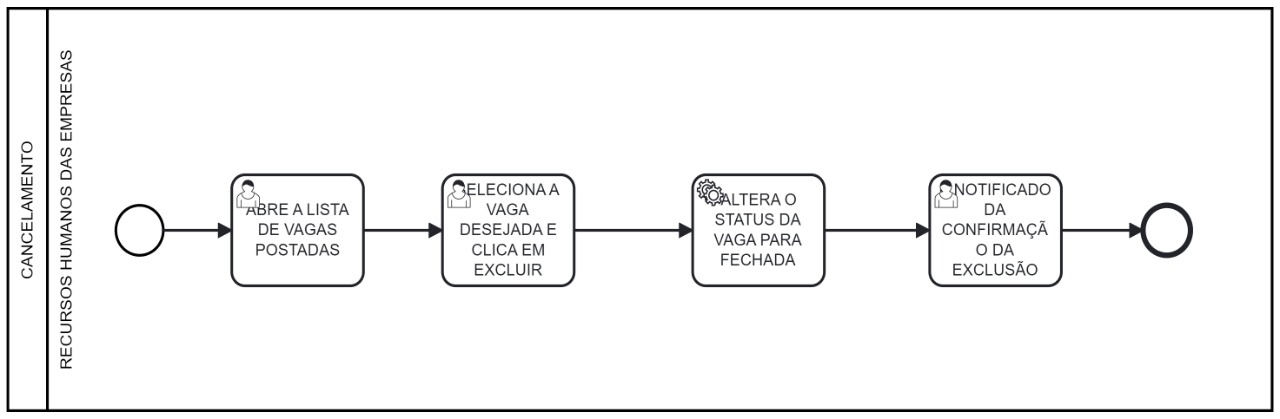 CANCELAMENTO
RECURSOS HUMANOS DAS EMPRESAS
ABRE A LISTA
DE VAGAS
POSTADAS
SELECIONA A
VAGA
DESEJADA E
CLICA EM
EXCLUIR
ALTERA O
STATUS DA
VAGA PARA
FECHADA
NOTIFICADO
DA
CONFIRMAÇÃ
O DA
EXCLUSÃO